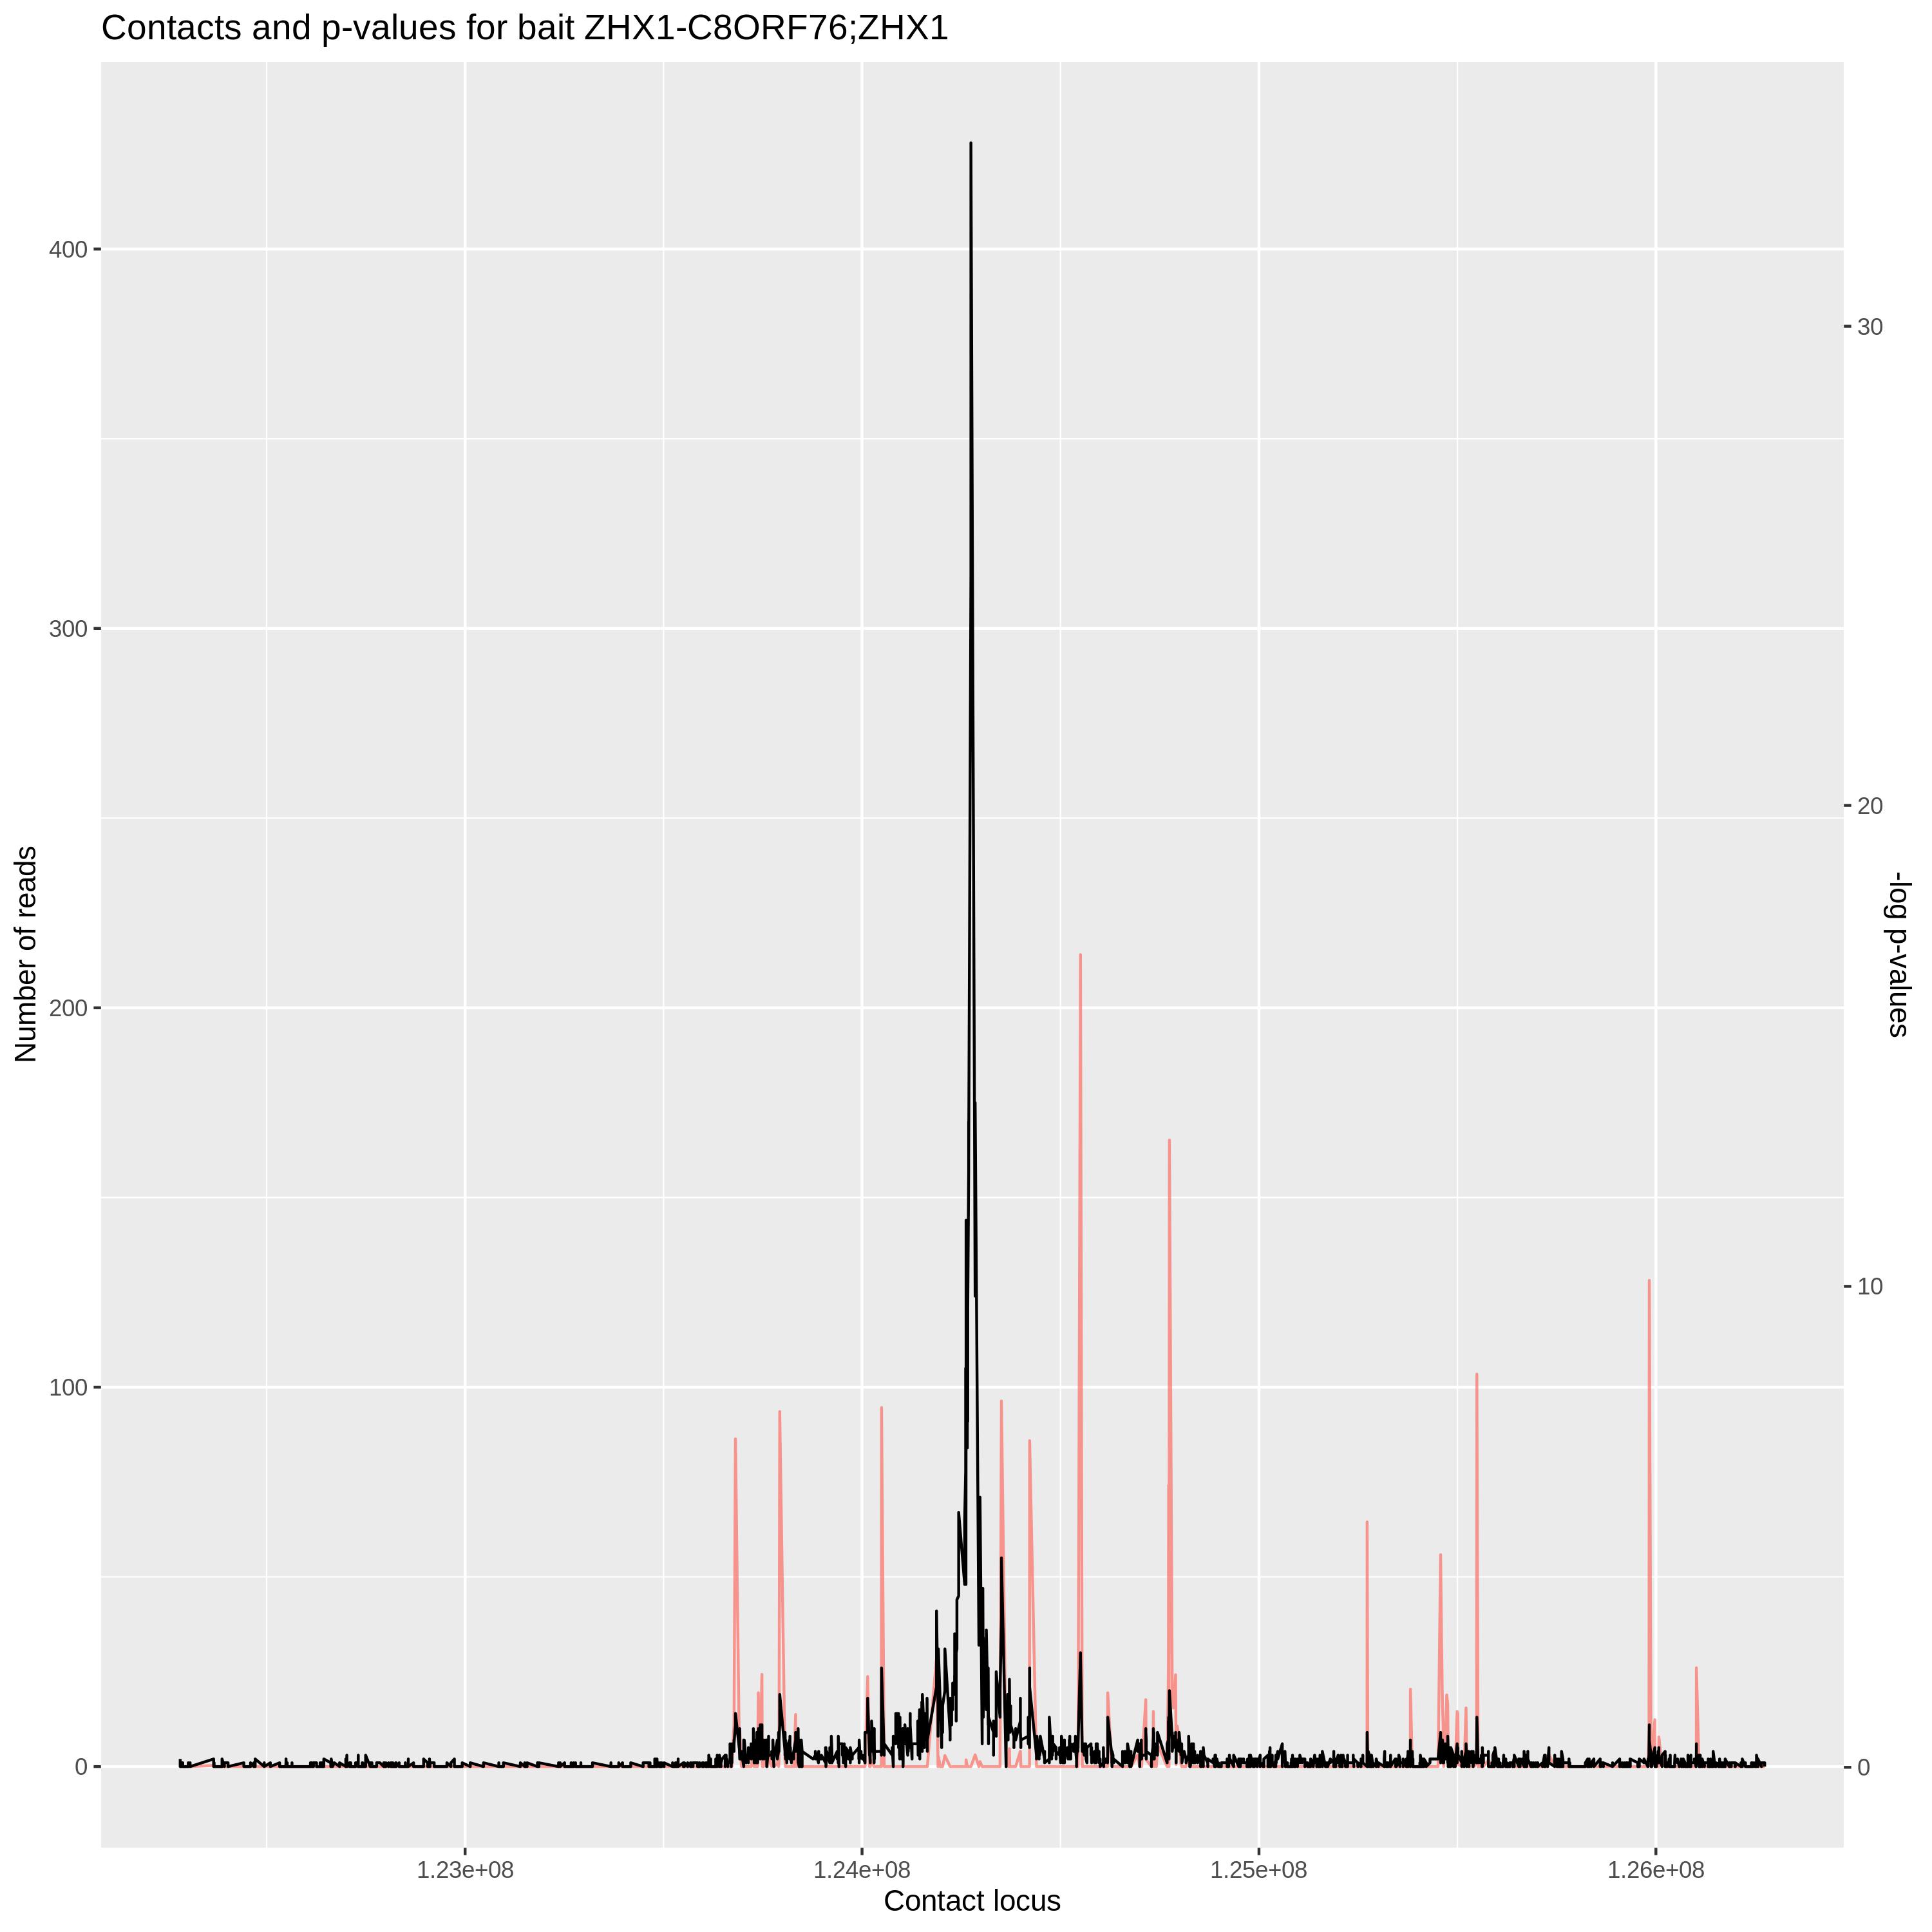 Contacts and p-values for bait ZHX1-C8ORF76;ZHX1
400
300
200
100
0
Number of reads
30
20
10
0
-log p-values
1.23e+08
1.24e+08
1.25e+08
1.26e+08
Contact locus